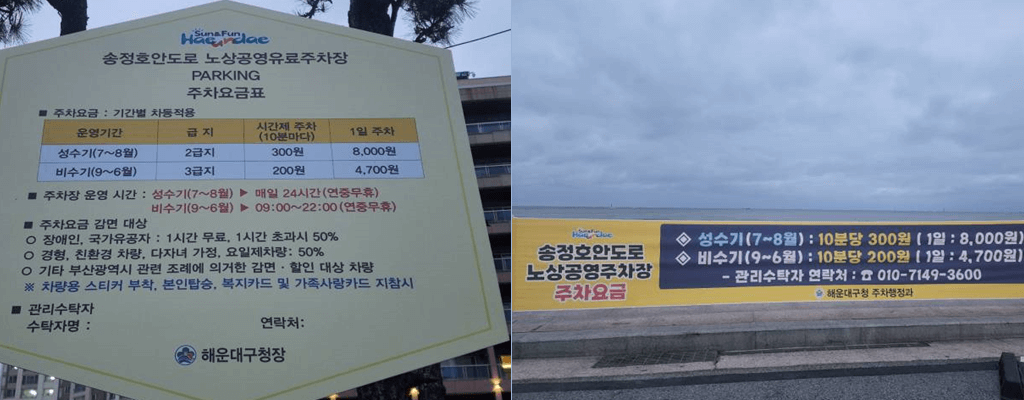 Sun&Fun
Haeundae
송정호안도로 노상공영유료주차장
PARKING
주차요금표
■ 주차요금 : 기간별 차등적용
운영기간 급 지 시간제 주차 (10분마다) 1일 주차
성수기(7~8월) 2급지 300원 8,000원
비수기(9~6월) 3급지 200원 4,700원
■ 주차장 운영 시간 : 성수기(7~8월) ▶ 매일 24시간(연중무휴)
비수기(9~6월) ▶ 09:00~22:00(연중무휴)
■ 주차요금 감면 대상
○ 장애인, 국가유공자 : 1시간 무료, 1시간 초과시 50%
○ 경형, 친환경 차량, 다자녀 가정, 요일제차량: 50%
○ 기타 부산광역시 관련 조례에 의거한 감면 · 할인 대상 차량
※ 차량용 스티커 부착, 본인탑승, 복지카드 및 가족사랑카드 지참시
■ 관리수탁자
수탁자명 : 연락처:
해운대구청장
Sun&Fun
Haeundae
송정호안도로
노상공영주차장
주차요금
◈ 성수기(7~8월) : 10분당 300원 ( 1일 : 8,000원)
◈ 비수기(9~6월) : 10분당 200원 ( 1일 : 4,700원)
- 관리수탁자 연락처 : ☎ 010-7149-3600
해운대구청 주차행정과